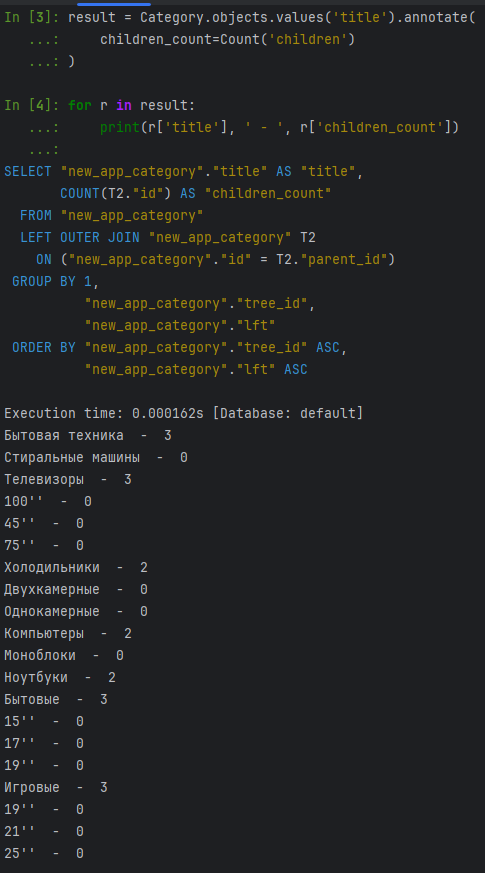 In [3]: result = Category.objects.values('title').annotate(
   ...:     children_count=Count('children')
   ...: )
In [4]: for r in result:
   ...:     print(r['title'], ' - ', r['children_count'])
   ...:
SELECT "new_app_category"."title" AS "title",
       COUNT(T2."id") AS "children_count"
  FROM "new_app_category"
  LEFT OUTER JOIN "new_app_category" T2
    ON ("new_app_category"."id" = T2."parent_id")
 GROUP BY 1,
          "new_app_category"."tree_id",
          "new_app_category"."lft"
 ORDER BY "new_app_category"."tree_id" ASC,
          "new_app_category"."lft" ASC
Execution time: 0.000162s [Database: default]
Бытовая техника  -  3
Стиральные машины  -  0
Телевизоры  -  3
100''  -  0
45''  -  0
75''  -  0
Холодильники  -  2
Двухкамерные  -  0
Однокамерные  -  0
Компьютеры  -  2
Моноблоки  -  0
Ноутбуки  -  2
Бытовые  -  3
15''  -  0
17''  -  0
19''  -  0
Игровые  -  3
19''  -  0
21''  -  0
25''  -  0